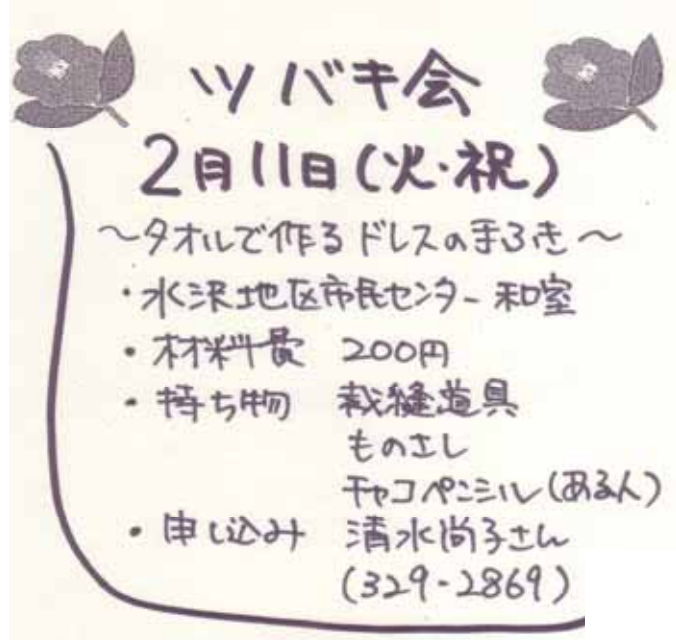 ツバキ会
2月11日(火・祝)
～タオルで作るドレスの手ふき～
・水沢地区市民センター 和室
・材料費 200円
・持ち物 裁縫道具
ものさし
チャコペンシル(ある人)
・申し込み 清水尚子さん
(329-2869)